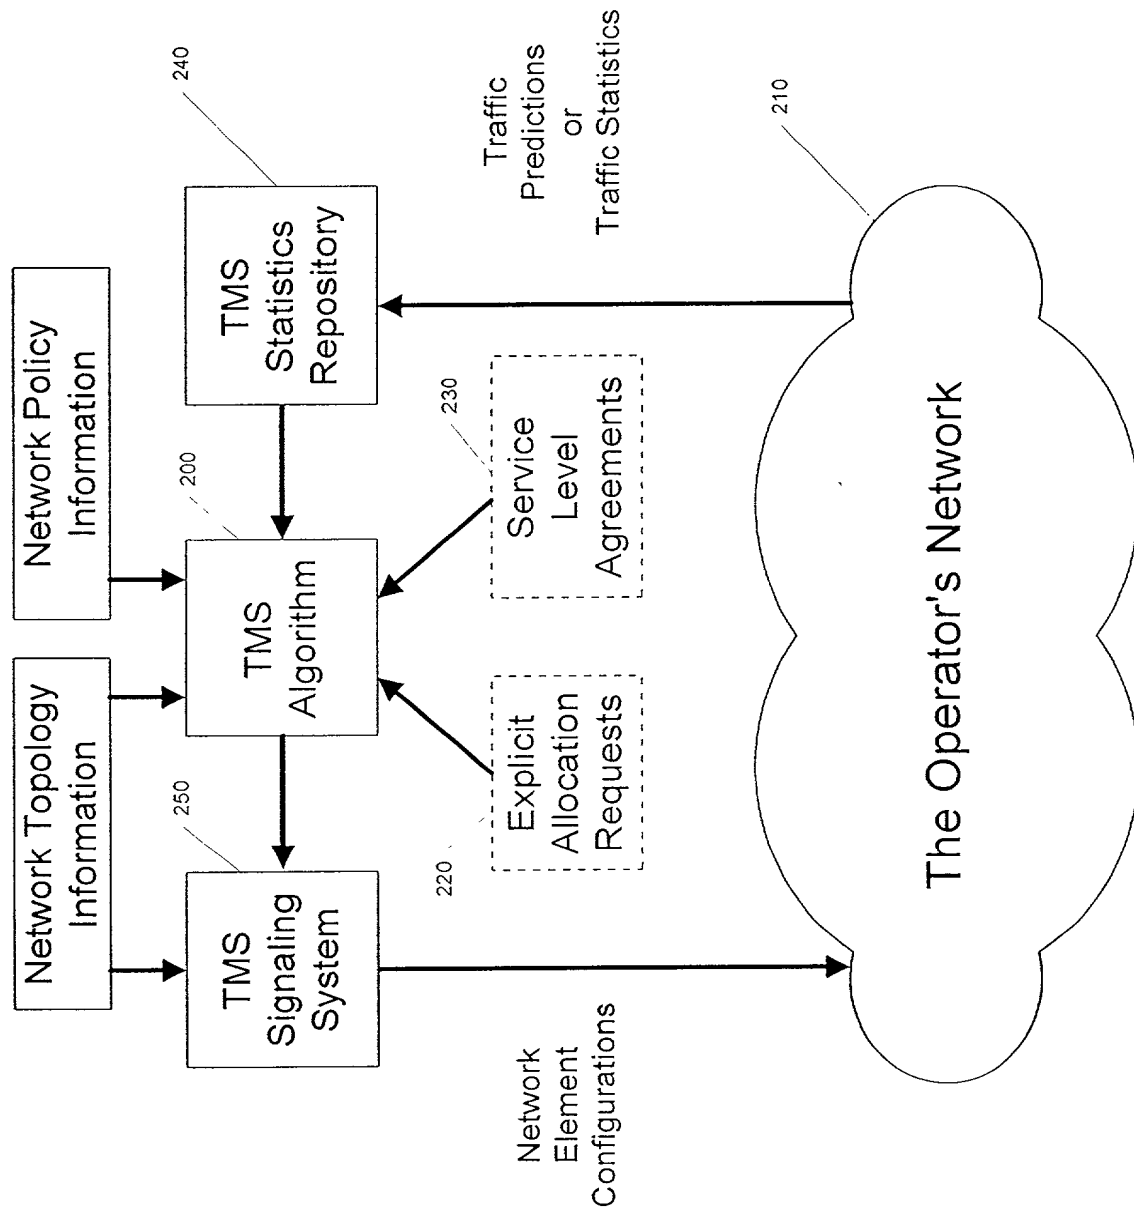 Network Topology
Information
Network Policy
Information
250
200
240
TMS
Signaling
System
TMS
Algorithm
TMS
Statistics
Repository
220
230
Explicit
Allocation
Requests
Service
Level
Agreements
Network
Element
Configurations
Traffic
Predictions
or
Traffic Statistics
210
The Operator's Network